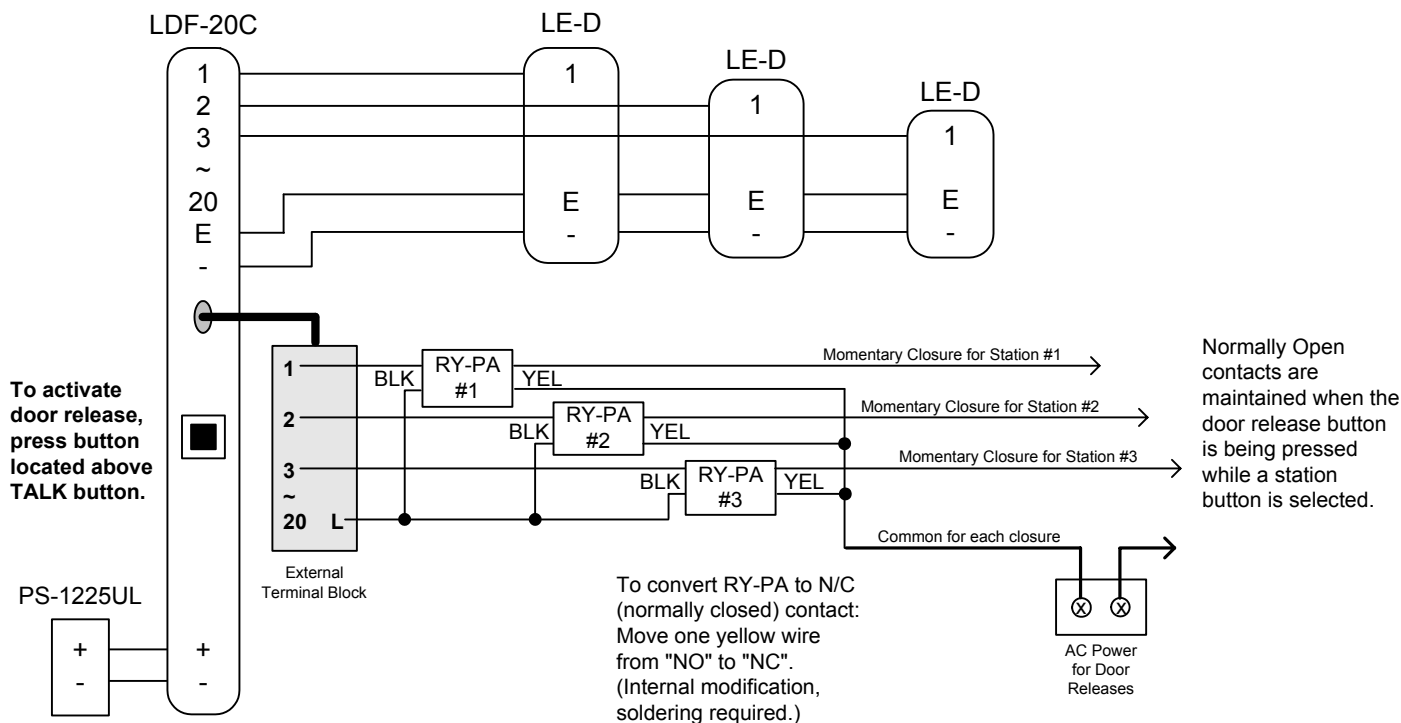 LDF-20C
1
2
3
~
20
E
-
LE-D
1
E
-
LE-D
1
E
-
LE-D
1
E
-
To activate
door release,
press button
located above
TALK button.
1
2
3
~
20 L
External
Terminal Block
BLK
RY-PA
#1
YEL
Momentary Closure for Station #1
BLK
RY-PA
#2
YEL
Momentary Closure for Station #2
BLK
RY-PA
#3
YEL
Momentary Closure for Station #3
Common for each closure
Normally Open
contacts are
maintained when the
door release button
is being pressed
while a station
button is selected.
X X
AC Power
for Door
Releases
To convert RY-PA to N/C
(normally closed) contact:
Move one yellow wire
from "NO" to "NC".
(Internal modification,
soldering required.)
PS-1225UL
+
-
+
-